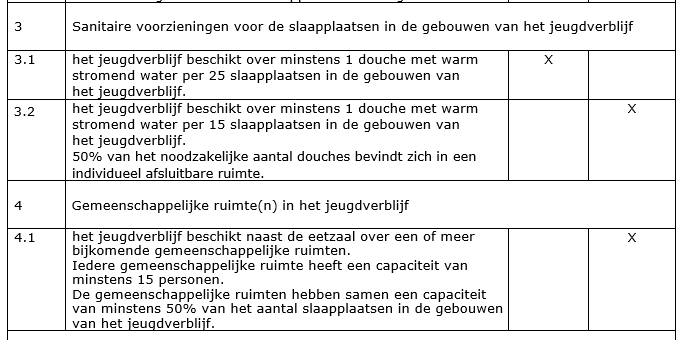 3 Sanitaire voorzieningen voor de slaapplaatsen in de gebouwen van het jeugdverblijf
3.1 het jeugdverblijf beschikt over minstens 1 douche met warm X
stromend water per 25 slaapplaatsen in de gebouwen van
het jeugdverblijf.
3.2 het jeugdverblijf beschikt over minstens 1 douche met warm X
stromend water per 15 slaapplaatsen in de gebouwen van
het jeugdverblijf.
50% van het noodzakelijke aantal douches bevindt zich in een
individueel afsluitbare ruimte.
4 Gemeenschappelijke ruimte(n) in het jeugdverblijf
4.1 het jeugdverblijf beschikt naast de eetzaal over een of meer X
bijkomende gemeenschappelijke ruimten.
Iedere gemeenschappelijke ruimte heeft een capaciteit van
minstens 15 personen.
De gemeenschappelijke ruimten hebben samen een capaciteit
van minstens 50% van het aantal slaapplaatsen in de gebouwen
van het jeugdverblijf.